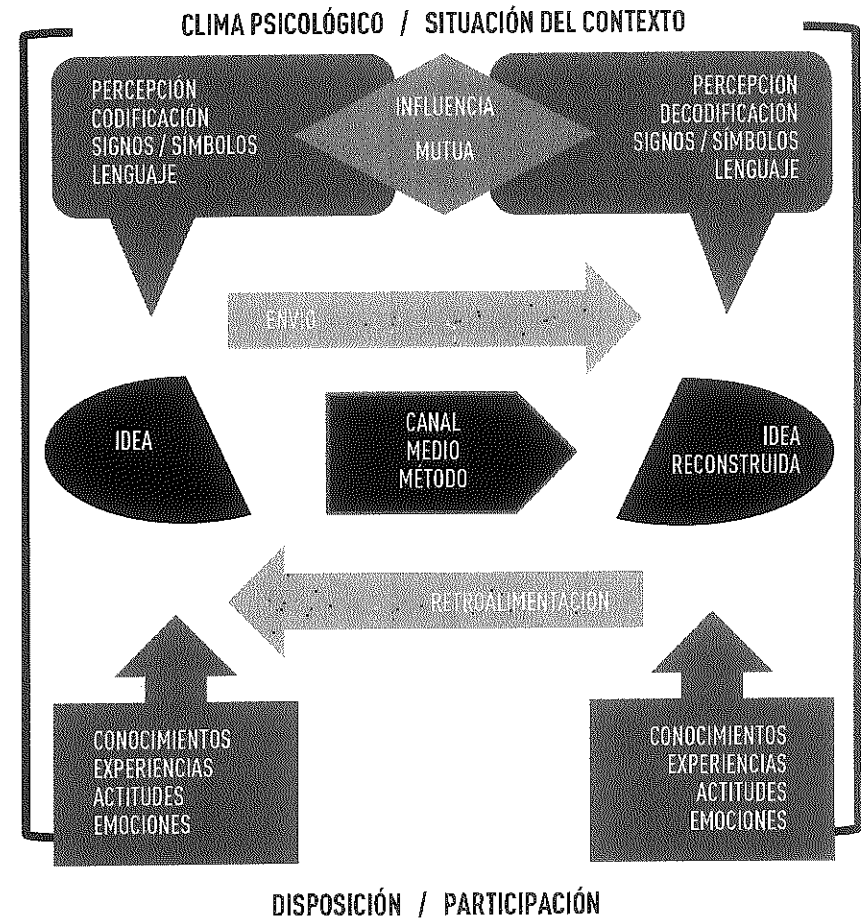 CLIMA PSICOLÓGICO / SITUACIÓN DEL CONTEXTO
PERCEPCIÓN
CODIFICACIÓN
SIGNOS / SÍMBOLOS
LENGUAJE
INFLUENCIA
MUTUA
PERCEPCIÓN
DECODIFICACIÓN
SIGNOS / SÍMBOLOS
LENGUAJE
ENVÍO
IDEA
CANAL
MEDIO
MÉTODO
IDEA
RECONSTRUIDA
RETROALIMENTACIÓN
CONOCIMIENTOS
EXPERIENCIAS
ACTITUDES
EMOCIONES
CONOCIMIENTOS
EXPERIENCIAS
ACTITUDES
EMOCIONES
DISPOSICIÓN / PARTICIPACIÓN